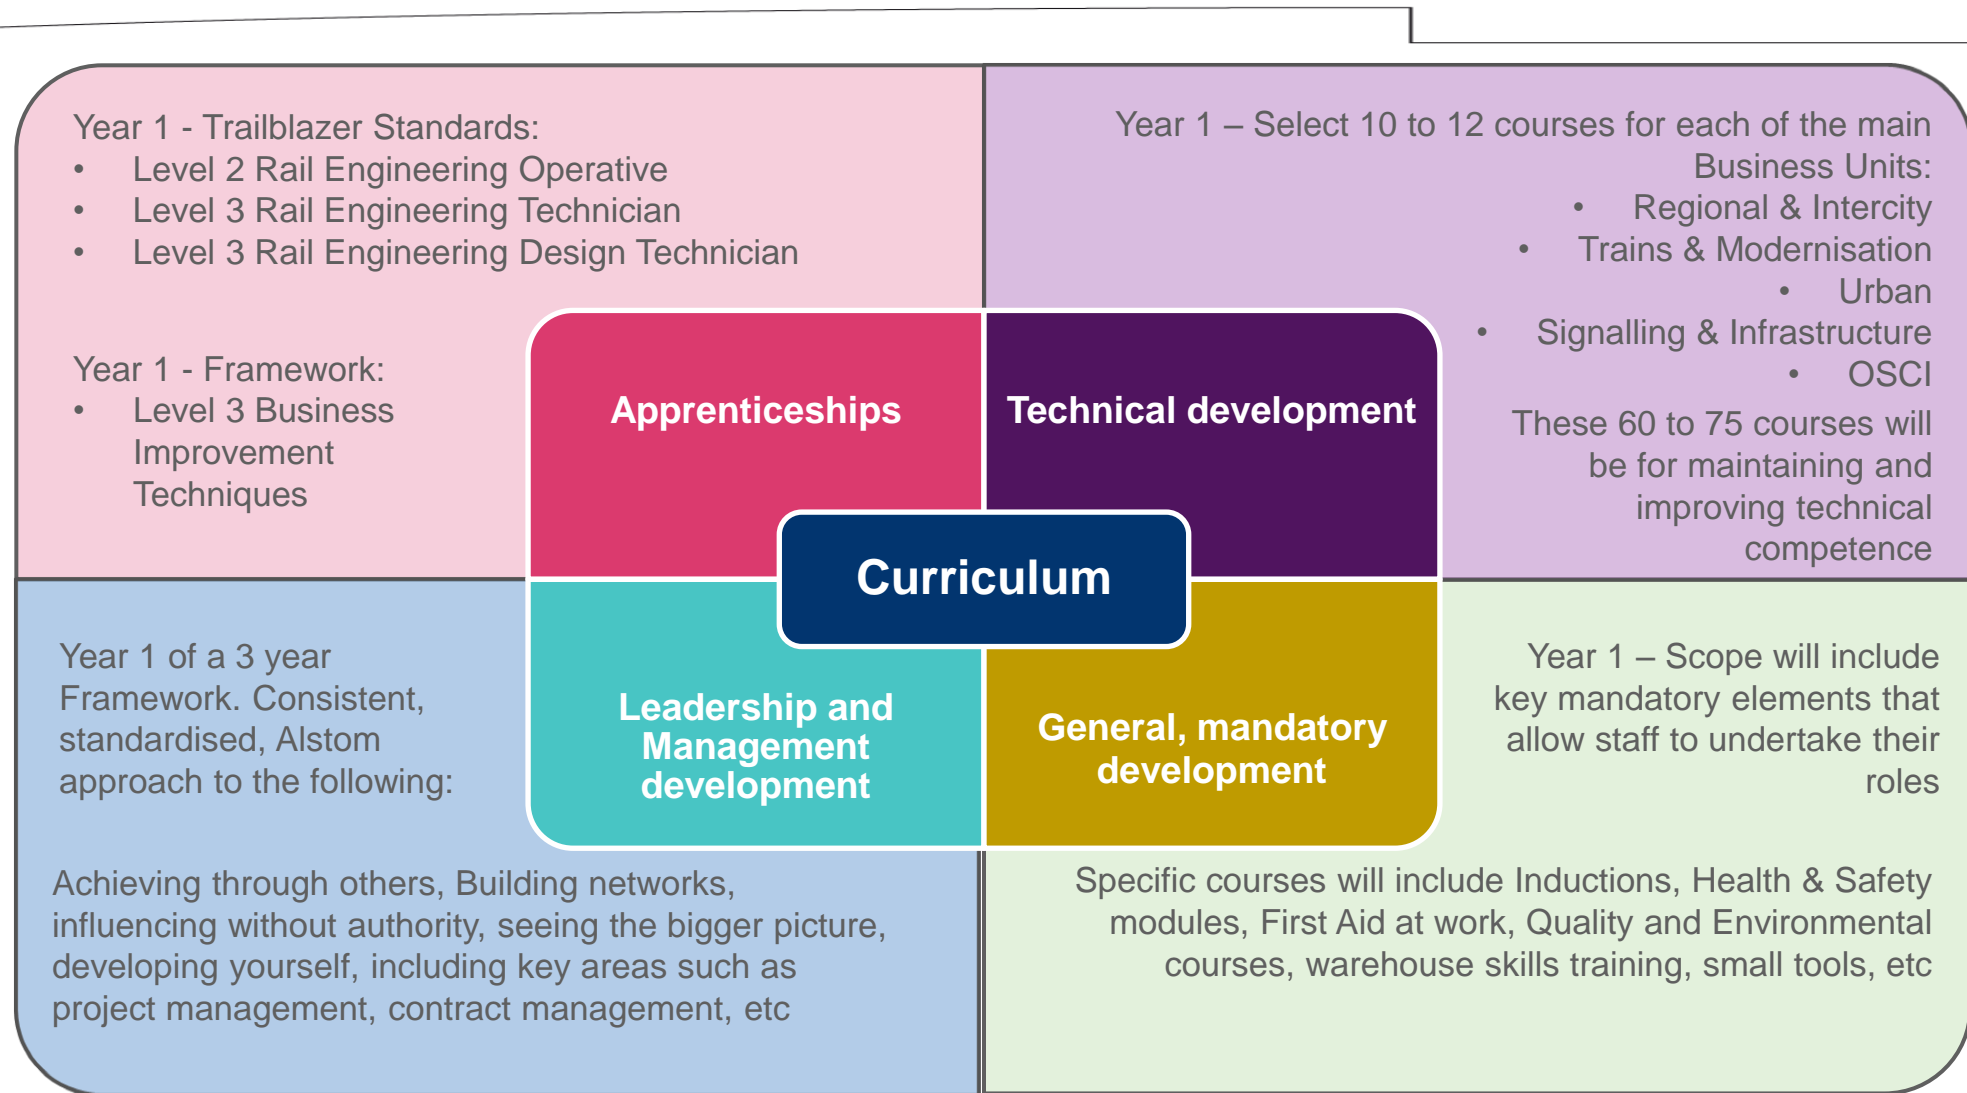 Year 1 - Trailblazer Standards:
• Level 2 Rail Engineering Operative
• Level 3 Rail Engineering Technician
• Level 3 Rail Engineering Design Technician
Year 1 - Framework:
• Level 3 Business
Improvement
Techniques
Year 1 – Select 10 to 12 courses for each of the main
Business Units:
• Regional & Intercity
• Trains & Modernisation
• Urban
• Signalling & Infrastructure
• OSCI
These 60 to 75 courses will
be for maintaining and
improving technical
competence
Apprenticeships
Technical development
Curriculum
Leadership and
Management
development
General, mandatory
development
Year 1 of a 3 year
Framework. Consistent,
standardised, Alstom
approach to the following:
Achieving through others, Building networks,
influencing without authority, seeing the bigger picture,
developing yourself, including key areas such as
project management, contract management, etc
Year 1 – Scope will include
key mandatory elements that
allow staff to undertake their
roles
Specific courses will include Inductions, Health & Safety
modules, First Aid at work, Quality and Environmental
courses, warehouse skills training, small tools, etc